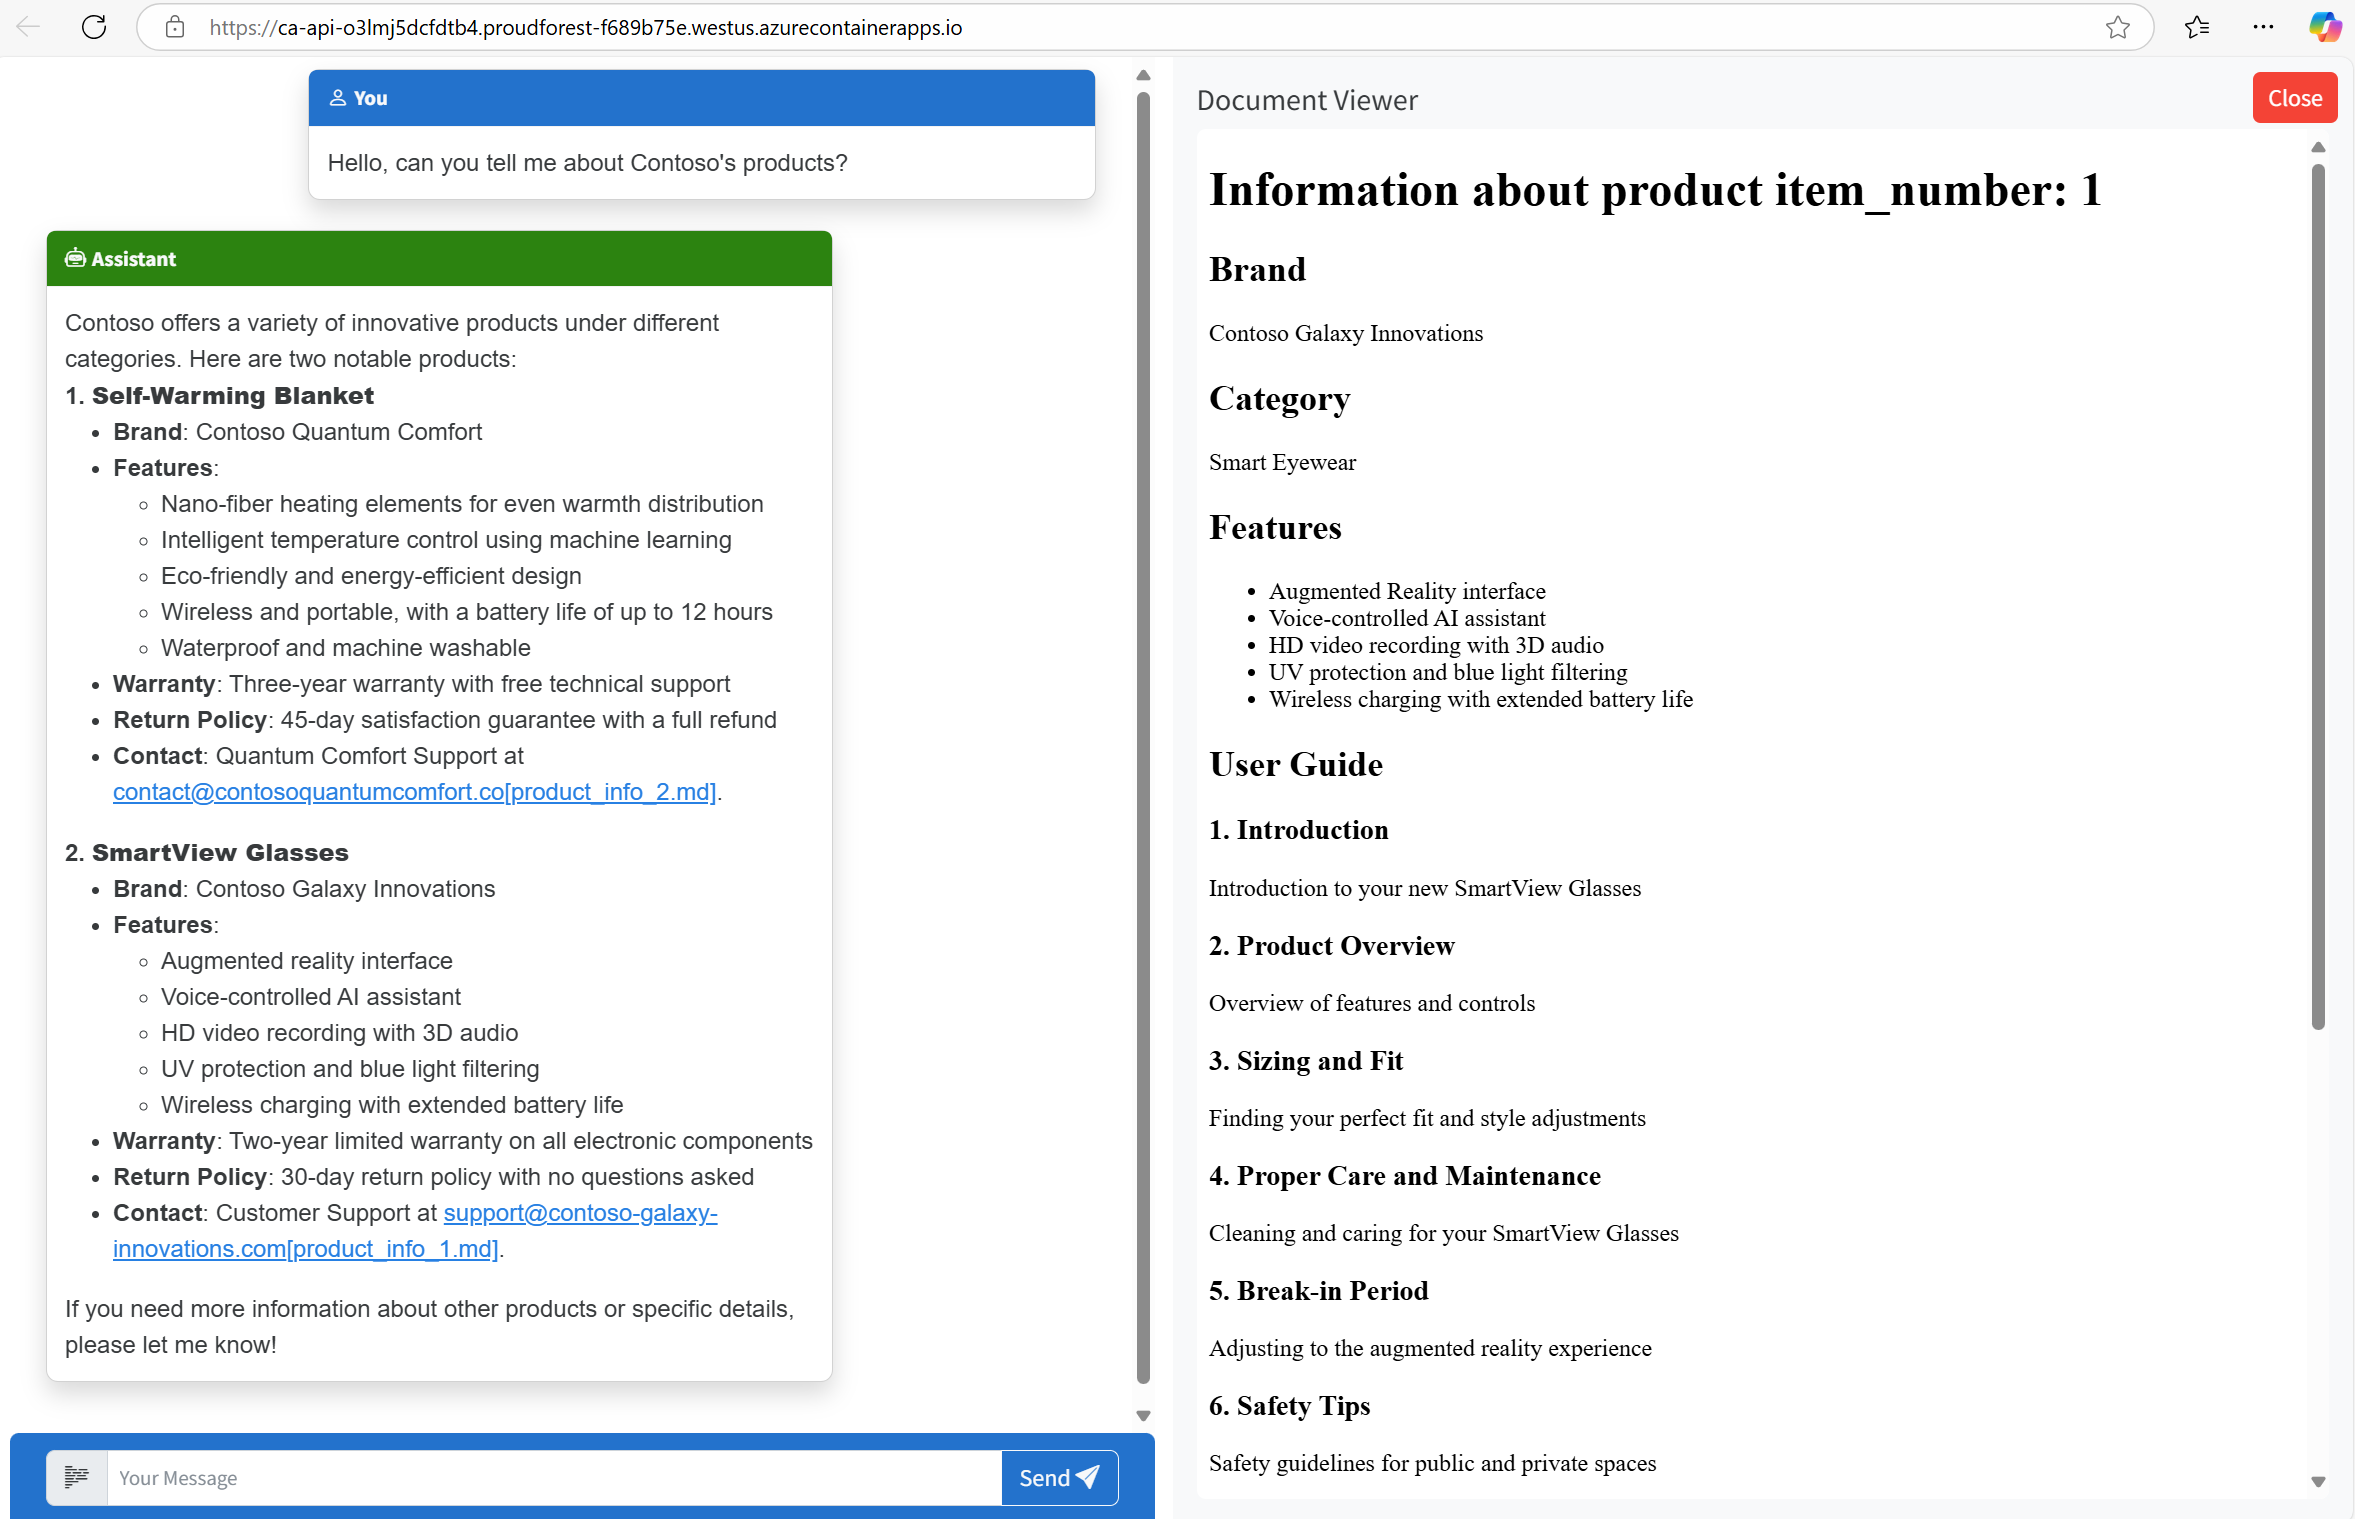 https://ca-api-o3lmj5dcfdtb4.proudforest-f689b75e.westus.azurecontainerapps.io
You
Hello, can you tell me about Contoso's products?
Assistant
Contoso offers a variety of innovative products under different
categories. Here are two notable products:
1. Self-Warming Blanket
• Brand: Contoso Quantum Comfort
• Features:
◦ Nano-fiber heating elements for even warmth distribution
◦ Intelligent temperature control using machine learning
◦ Eco-friendly and energy-efficient design
◦ Wireless and portable, with a battery life of up to 12 hours
◦ Waterproof and machine washable
• Warranty: Three-year warranty with free technical support
• Return Policy: 45-day satisfaction guarantee with a full refund
• Contact: Quantum Comfort Support at
contact@contosoquantumcomfort.co[product_info_2.md].
2. SmartView Glasses
• Brand: Contoso Galaxy Innovations
• Features:
◦ Augmented reality interface
◦ Voice-controlled AI assistant
◦ HD video recording with 3D audio
◦ UV protection and blue light filtering
◦ Wireless charging with extended battery life
• Warranty: Two-year limited warranty on all electronic components
• Return Policy: 30-day return policy with no questions asked
• Contact: Customer Support at support@contoso-galaxy-
innovations.com[product_info_1.md].
If you need more information about other products or specific details,
please let me know!
Your Message
Send
Document Viewer
Close
Information about product item_number: 1
Brand
Contoso Galaxy Innovations
Category
Smart Eyewear
Features
• Augmented Reality interface
• Voice-controlled AI assistant
• HD video recording with 3D audio
• UV protection and blue light filtering
• Wireless charging with extended battery life
User Guide
1. Introduction
Introduction to your new SmartView Glasses
2. Product Overview
Overview of features and controls
3. Sizing and Fit
Finding your perfect fit and style adjustments
4. Proper Care and Maintenance
Cleaning and caring for your SmartView Glasses
5. Break-in Period
Adjusting to the augmented reality experience
6. Safety Tips
Safety guidelines for public and private spaces